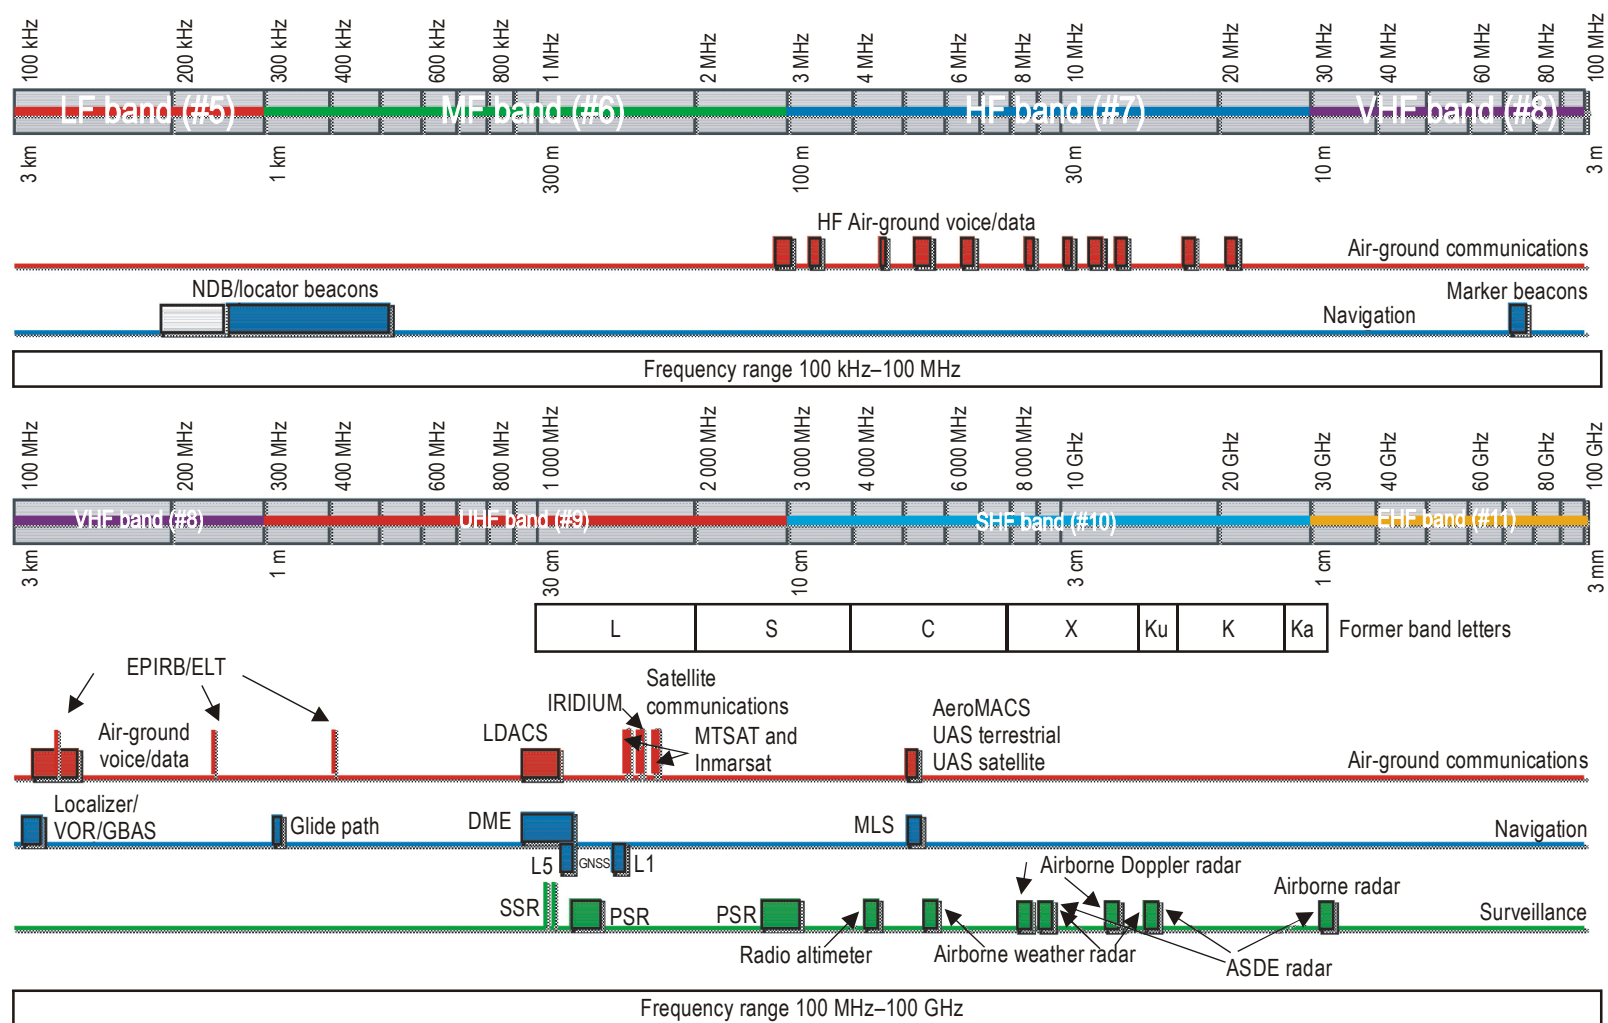 100 kHz 200 kHz 300 kHz 400 kHz 600 kHz 800 kHz 1 MHz 2 MHz 3 MHz 4 MHz 6 MHz 8 MHz 10 MHz 20 MHz 30 MHz 40 MHz 60 MHz 80 MHz 100 MHz
LF band (#5) MF band (#6) HF band (#7) VHF band (#8)
3 km 1 km 300 m 100 m 30 m 10 m 3 m
HF Air-ground voice/data
Air-ground communications
NDB/locator beacons
Marker beacons
Navigation
Frequency range 100 kHz–100 MHz
100 MHz 200 MHz 300 MHz 400 MHz 600 MHz 800 MHz 1 000 MHz 2 000 MHz 3 000 MHz 4 000 MHz 6 000 MHz 8 000 MHz 10 GHz 20 GHz 30 GHz 40 GHz 60 GHz 80 GHz 100 GHz
VHF band (#8) UHF band (#9) SHF band (#10) EHF band (#11)
3 km 1 m 30 cm 10 cm 3 cm 1 cm 3 mm
L S C X Ku K Ka Former band letters
EPIRB/ELT
Air-ground
voice/data
LDACS
IRIDIUM
Satellite
communications
MTSAT and
Inmarsat
AeroMACS
UAS terrestrial
UAS satellite
Air-ground communications
Localizer/
VOR/GBAS
Glide path
DME
L5 GNSS L1
MLS
Navigation
SSR
PSR
PSR
Radio altimeter
Airborne weather radar
Airborne Doppler radar
ASDE radar
Airborne radar
Surveillance
Frequency range 100 MHz–100 GHz